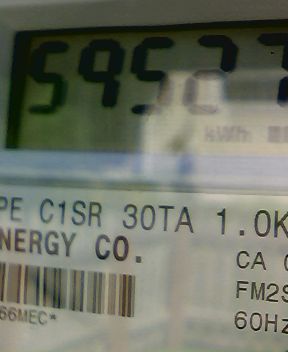 59527
kWh
PE C1SR 30TA 1.0K
NERGY CO.
CA
FM2S
66MEC*
60Hz